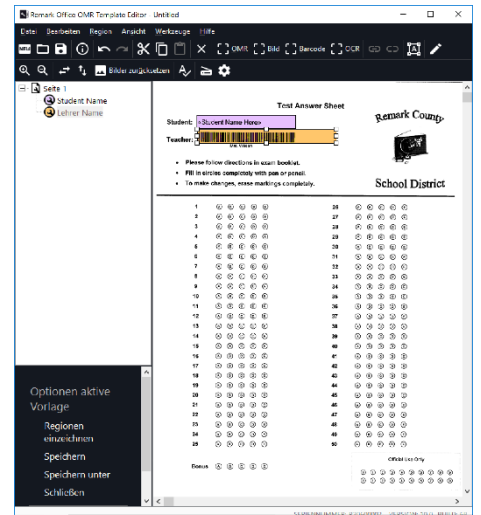 Remark Office OMR Template Editor   Untitled
Datei   Bearbeiten   Region   Ansicht   Werkzeuge   Hilfe
OMR   Bild   Barcode   OCR
Bilder zurücksetzen
Seite 1
Student Name
Lehrer Name
Test Answer Sheet
Student: «Student Name Here»
Teacher:
Remark County
School District
• Please follow directions in exam booklet.
• Fill in circles completely with pen or pencil.
• To make changes, erase markings completely.
1   26
2   27
3   28
4   29
5   30
6   31
7   32
8   33
9   34
10   35
11   36
12   37
13   38
14   39
15   40
16   41
17   42
18   43
19   44
20   45
21   46
22   47
23   48
24   49
25   50
Bonus
Official Use Only
Optionen aktive
Vorlage
Regionen
einzeichnen
Speichern
Speichern unter
Schließen